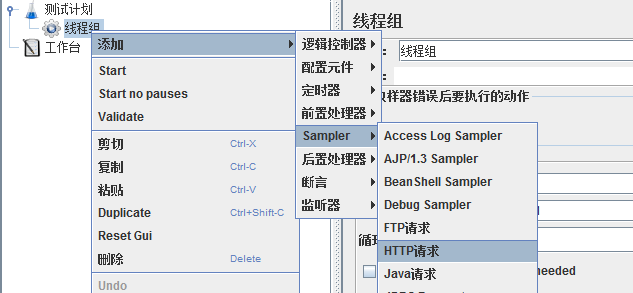 测试计划
线程组
工作台
添加
Start
Start no pauses
Validate
剪切 Ctrl-X
复制 Ctrl-C
粘贴 Ctrl-V
Duplicate Ctrl+Shift-C
Reset Gui
删除 Delete
Undo
逻辑控制器
配置元件
定时器
前置处理器
Sampler
后置处理器
断言
监听器
Access Log Sampler
AJP/1.3 Sampler
BeanShell Sampler
Debug Sampler
FTP请求
HTTP请求
Java请求
线程组
线程组
样器错误后要执行的动作
循
needed